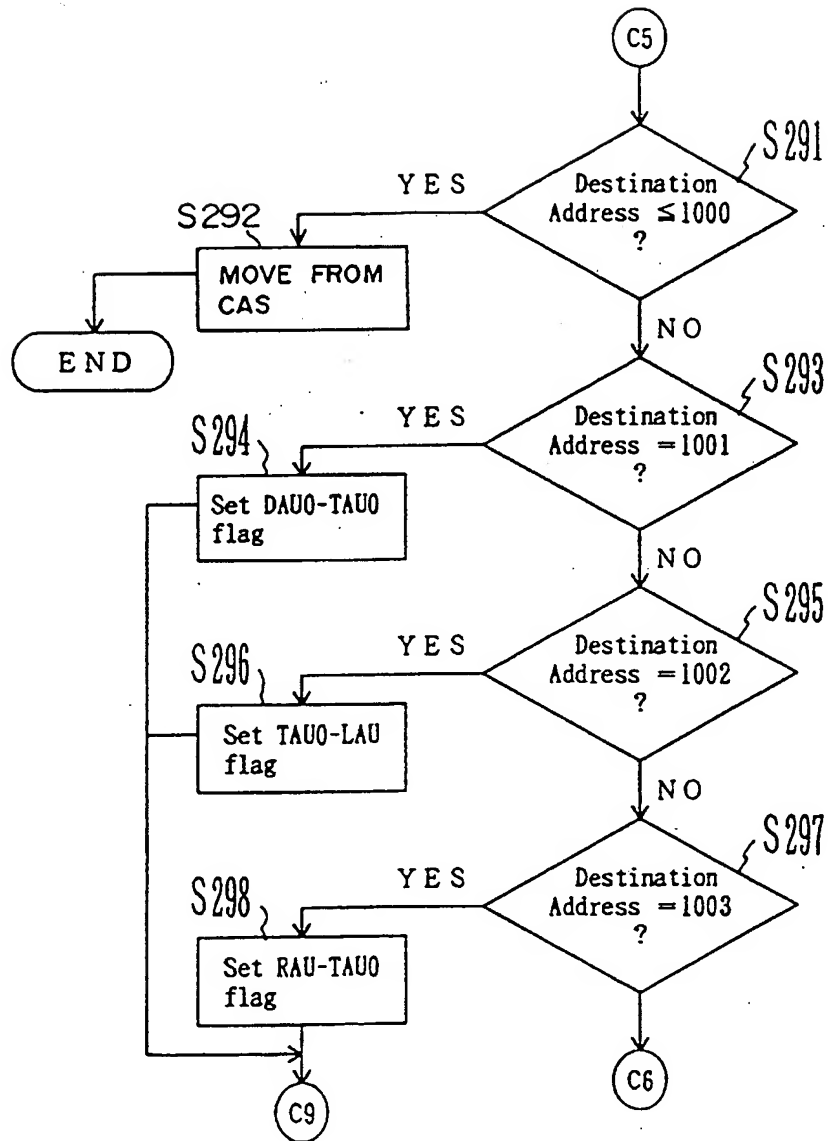 C5
S291
Destination
Address ≦1000
?
YES
S292
MOVE FROM
CAS
END
NO
S293
Destination
Address =1001
?
YES
S294
Set DAU0-TAU0
flag
NO
S295
Destination
Address =1002
?
YES
S296
Set TAU0-LAU
flag
NO
S297
Destination
Address =1003
?
YES
S298
Set RAU-TAU0
flag
C9
C6